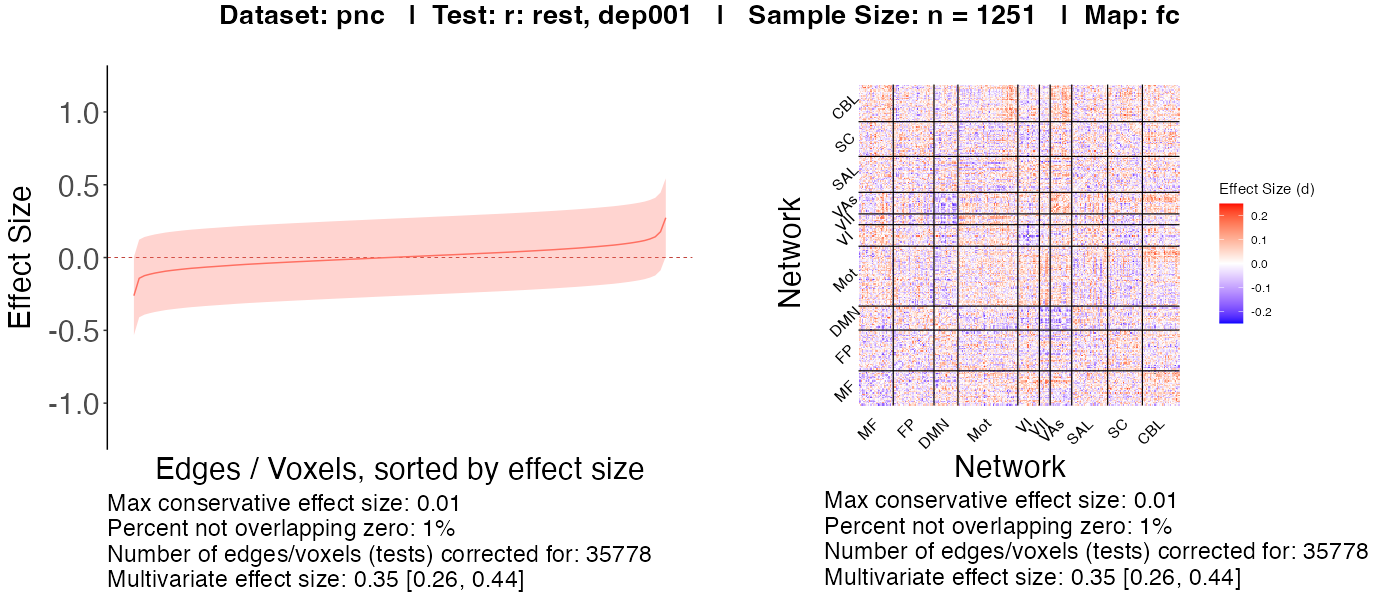 Dataset: pnc | Test: r: rest, dep001 | Sample Size: n = 1251 | Map: fc
Effect Size
1.0
0.5
0.0
-0.5
-1.0
Edges / Voxels, sorted by effect size
Max conservative effect size: 0.01
Percent not overlapping zero: 1%
Number of edges/voxels (tests) corrected for: 35778
Multivariate effect size: 0.35 [0.26, 0.44]
Network
CBL
SC
SAL
VAs
VII
VI
Mot
DMN
FP
MF
MF
FP
DMN
Mot
VI
VII
VAs
SAL
SC
CBL
Network
Effect Size (d)
0.2
0.1
0.0
-0.1
-0.2
Max conservative effect size: 0.01
Percent not overlapping zero: 1%
Number of edges/voxels (tests) corrected for: 35778
Multivariate effect size: 0.35 [0.26, 0.44]